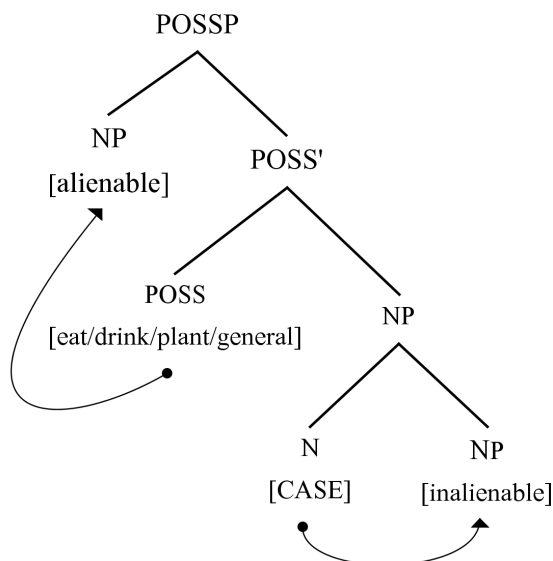 POSSP
NP
[alienable]
POSS'
POSS
[eat/drink/plant/general]
NP
N
[CASE]
NP
[inalienable]